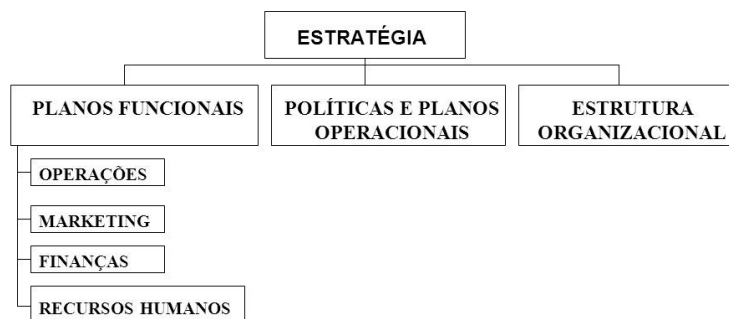 ESTRATÉGIA
PLANOS FUNCIONAIS
POLÍTICAS E PLANOS
OPERACIONAIS
ESTRUTURA
ORGANIZACIONAL
OPERAÇÕES
MARKETING
FINANÇAS
RECURSOS HUMANOS